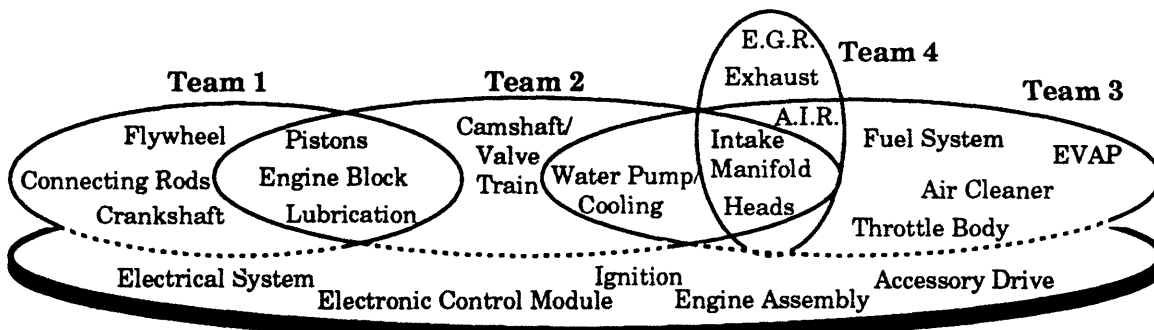 E.G.R.
Team 4
Exhaust
Team 1
Team 2
Team 3
A.I.R.
Flywheel
Pistons
Camshaft/
Valve
Train
Intake
Manifold
Fuel System
EVAP
Connecting Rods
Engine Block
Water Pump/
Cooling
Air Cleaner
Crankshaft
Lubrication
Heads
Throttle Body
Electrical System
Ignition
Accessory Drive
Electronic Control Module
Engine Assembly